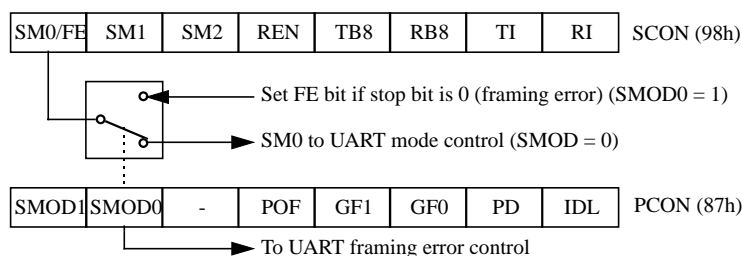 SM0/FE SM1 SM2 REN TB8 RB8 TI RI SCON (98h)
Set FE bit if stop bit is 0 (framing error) (SMOD0 = 1)
SM0 to UART mode control (SMOD = 0)
SMOD1 SMOD0 - POF GF1 GF0 PD IDL PCON (87h)
To UART framing error control